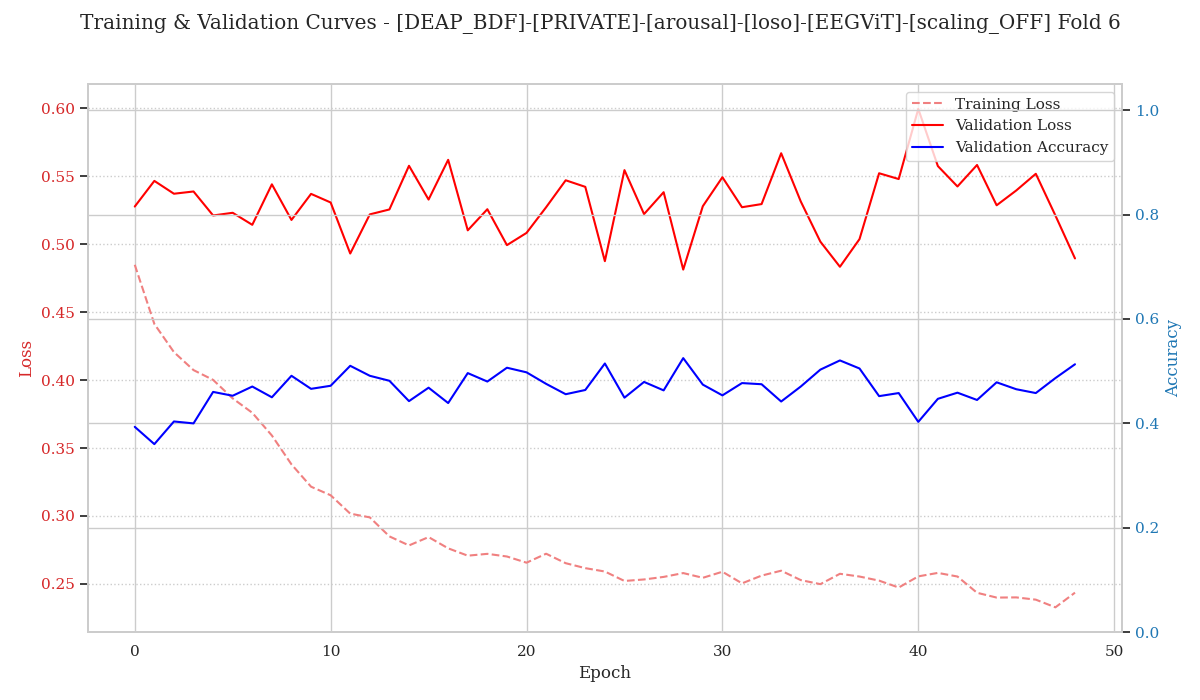 Training & Validation Curves - [DEAP_BDF]-[PRIVATE]-[arousal]-[loso]-[EEGViT]-[scaling_OFF] Fold 6
Training Loss
Validation Loss
Validation Accuracy
0.60
0.55
0.50
0.45
0.40
0.35
0.30
0.25
Loss
1.0
0.8
0.6
0.4
0.2
0.0
Accuracy
0 10 20 30 40 50
Epoch